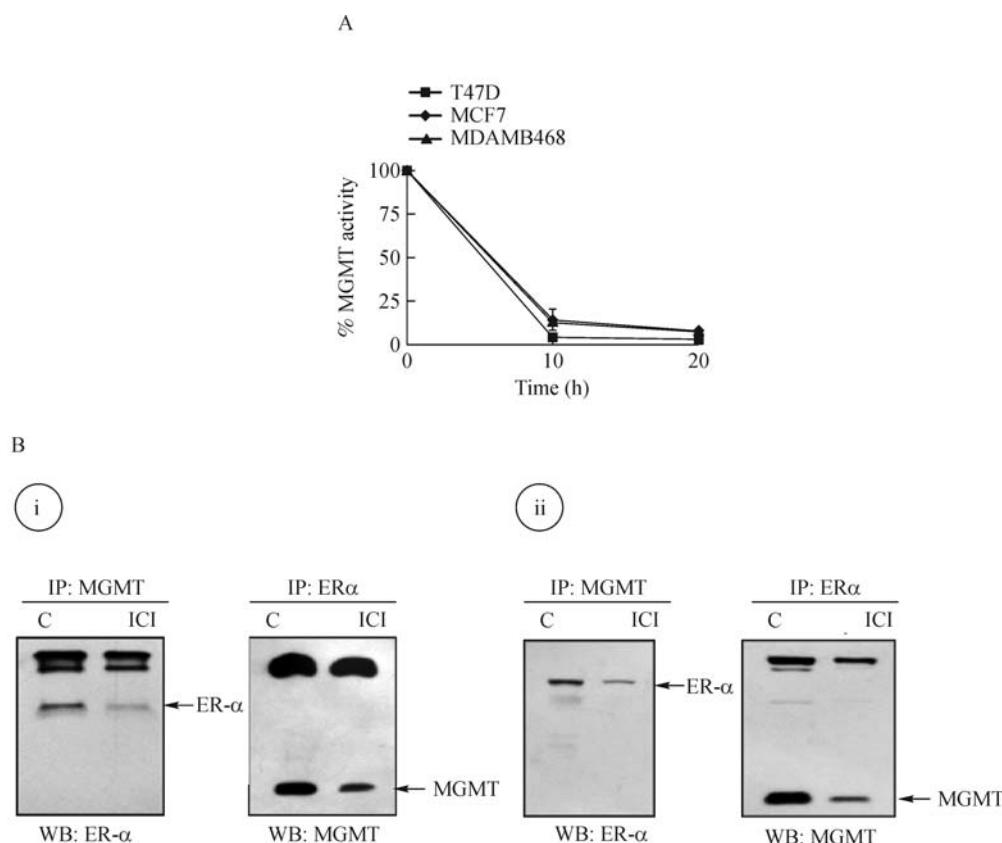 A
T47D
MCF7
MDAMB468
% MGMT activity
100
75
50
25
0
0 10 20
Time (h)
B
i
ii
IP: MGMT
C ICI
ER-α
WB: ER-α
IP: ERα
C ICI
MGMT
WB: MGMT
IP: MGMT
C ICI
ER-α
WB: ER-α
IP: ERα
C ICI
MGMT
WB: MGMT